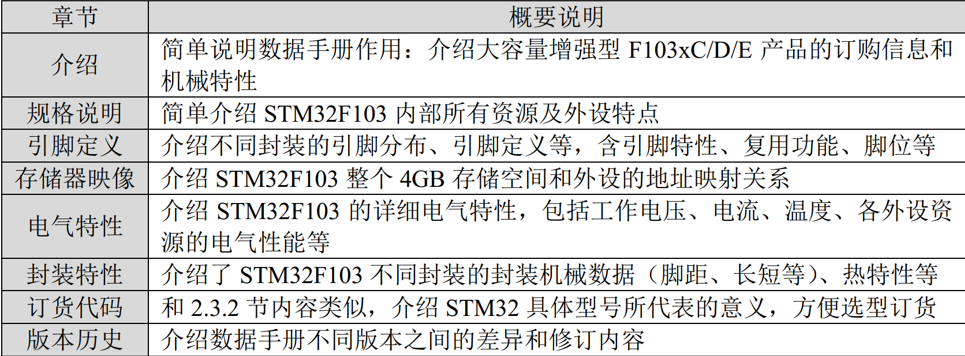 章节 概要说明
介绍 简单说明数据手册作用：介绍大容量增强型 F103xC/D/E 产品的订购信息和
机械特性
规格说明 简单介绍 STM32F103 内部所有资源及外设特点
引脚定义 介绍不同封装的引脚分布、引脚定义等，含引脚特性、复用功能、脚位等
存储器映像 介绍 STM32F103 整个 4GB 存储空间和外设的地址映射关系
电气特性 介绍 STM32F103 的详细电气特性，包括工作电压、电流、温度、各外设资
源的电气性能等
封装特性 介绍了 STM32F103 不同封装的封装机械数据（脚距、长短等）、热特性等
订货代码 和 2.3.2 节内容类似，介绍 STM32 具体型号所代表的意义，方便选型订货
版本历史 介绍数据手册不同版本之间的差异和修订内容